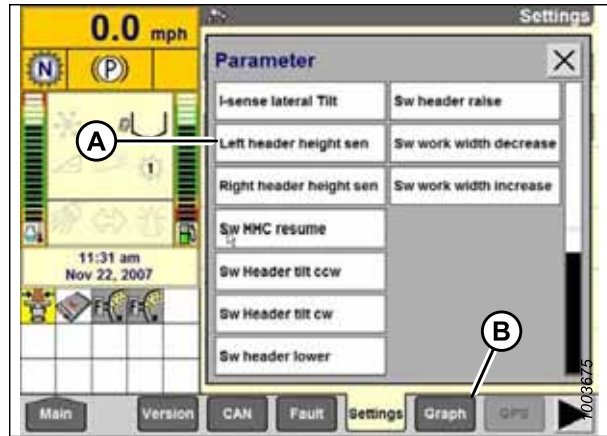 0.0 mph
Settings
N
(P)
Parameter
I-sense lateral Tilt
Sw header raise
A
Left header height sen
Sw work width decrease
1
Right header height sen
Sw work width increase
Sw HHC resume
11:31 am
Nov 22, 2007
Sw Header tilt ccw
Sw Header tilt cw
Sw header lower
B
Main
Version
CAN
Fault
Settings
Graph
GPS
1003675